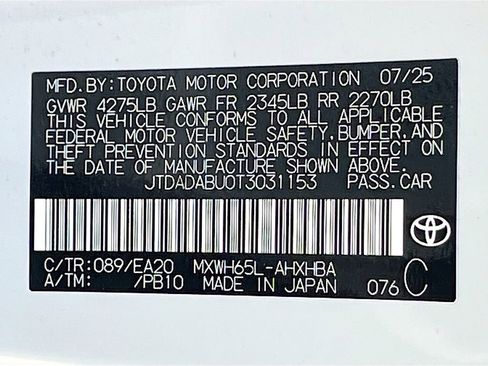 MFD.BY:TOYOTA MOTOR CORPORATION 07/25
GVWR 4275LB GAWR FR 2345LB RR 2270LB
THIS VEHICLE CONFORMS TO ALL APPLICABLE
FEDERAL MOTOR VEHICLE SAFETY, BUMPER, AND
THEFT PREVENTION STANDARDS IN EFFECT ON
THE DATE OF MANUFACTURE SHOWN ABOVE.
JTDADABU0T3031153 PASS.CAR
C/TR:089/EA20 MXWH65L-AHXHBA
A/TM: /PB10 MADE IN JAPAN 076 C